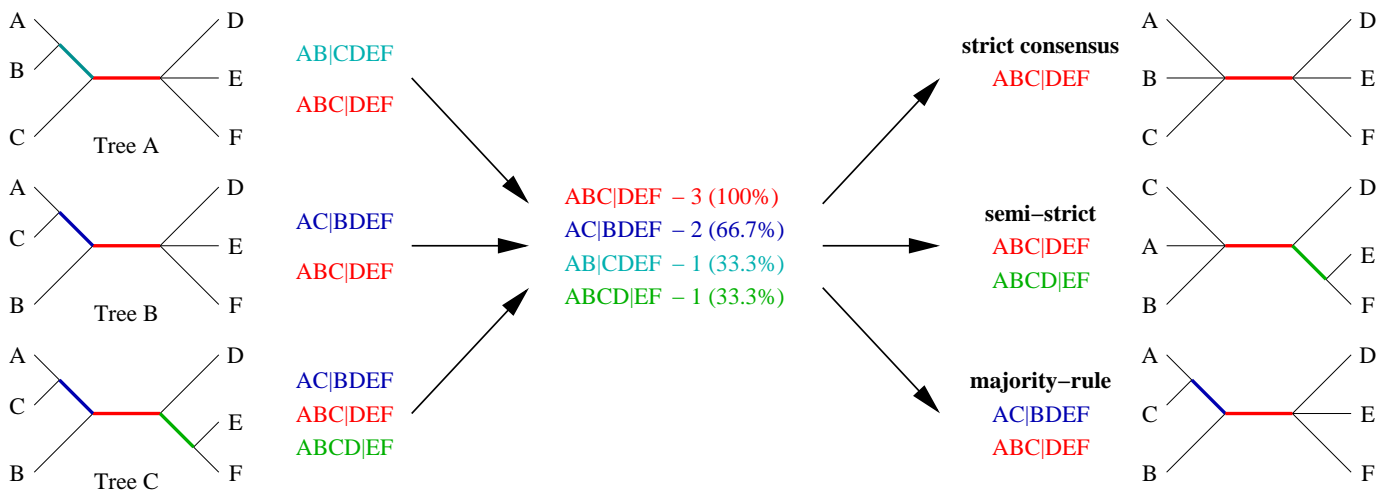 A
D
B
E
C
F
Tree A
AB|CDEF
ABC|DEF
A
D
C
E
B
F
Tree B
AC|BDEF
ABC|DEF
A
D
C
E
B
F
Tree C
AC|BDEF
ABC|DEF
ABCD|EF
ABC|DEF – 3 (100%)
AC|BDEF – 2 (66.7%)
AB|CDEF – 1 (33.3%)
ABCD|EF – 1 (33.3%)
strict consensus
ABC|DEF
A
D
B
E
C
F
semi–strict
ABC|DEF
ABCD|EF
C
D
A
E
B
F
majority–rule
AC|BDEF
ABC|DEF
A
D
C
E
B
F